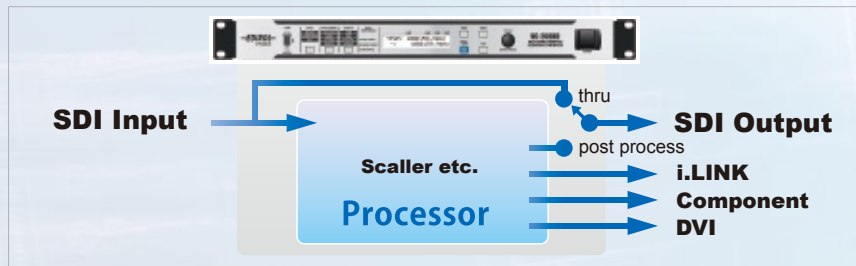 SDI Input
thru
SDI Output
post process
Scaller etc.
i.LINK
Processor
Component
DVI